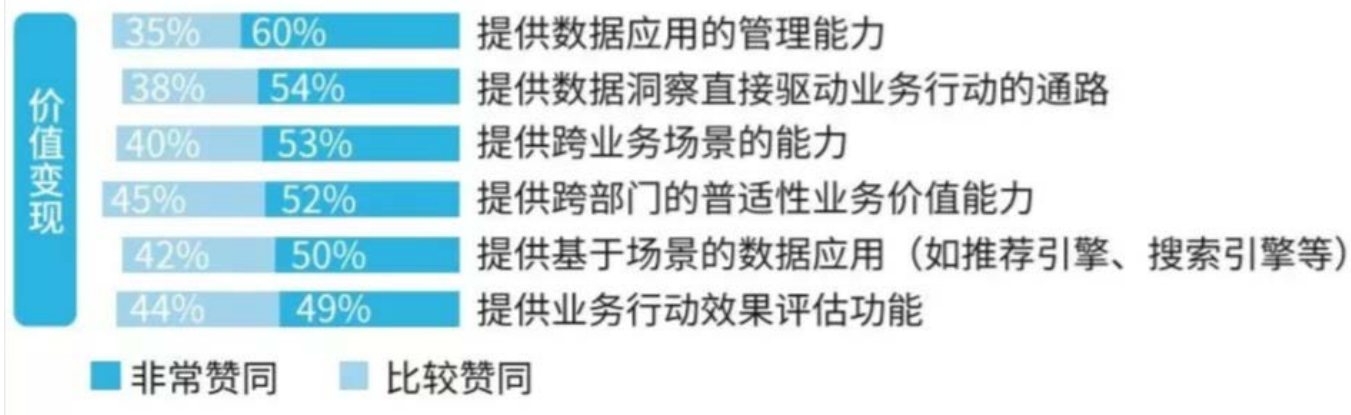 价值变现
35% 60% 提供数据应用的管理能力
38% 54% 提供数据洞察直接驱动业务行动的通路
40% 53% 提供跨业务场景的能力
45% 52% 提供跨部门的普适性业务价值能力
42% 50% 提供基于场景的数据应用（如推荐引擎、搜索引擎等）
44% 49% 提供业务行动效果评估功能
非常赞同 比较赞同